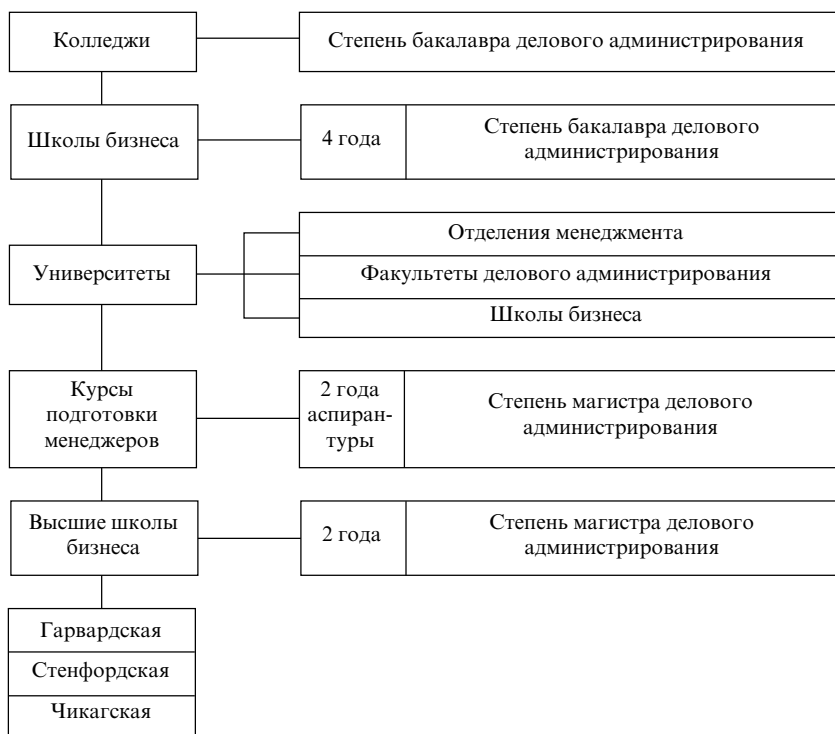 Колледжи
Степень бакалавра делового администрирования
Школы бизнеса
4 года
Степень бакалавра делового
администрирования
Университеты
Отделения менеджмента
Факультеты делового администрирования
Школы бизнеса
Курсы
подготовки
менеджеров
2 года
аспиран-
туры
Степень магистра делового
администрирования
Высшие школы
бизнеса
2 года
Степень магистра делового
администрирования
Гарвардская
Стенфордская
Чикагская